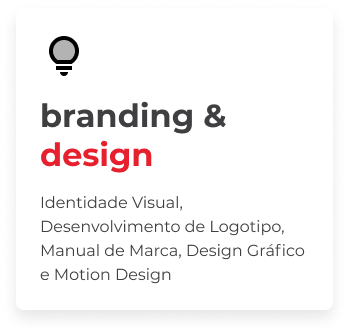 branding &
design
Identidade Visual,
Desenvolvimento de Logotipo,
Manual de Marca, Design Gráfico
e Motion Design